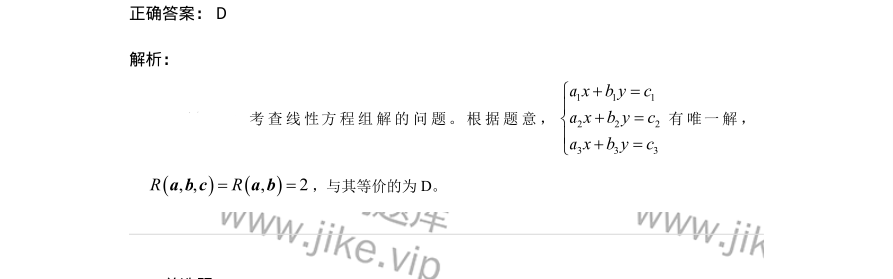 正确答案： D
解析：
考查线性方程组解的问题。根据题意， { a₁x + b₁y = c₁
a₂x + b₂y = c₂ 有唯一解，
a₃x + b₃y = c₃
R(a,b,c) = R(a,b) = 2，与其等价的为 D。
www.jike.vip
www.jik